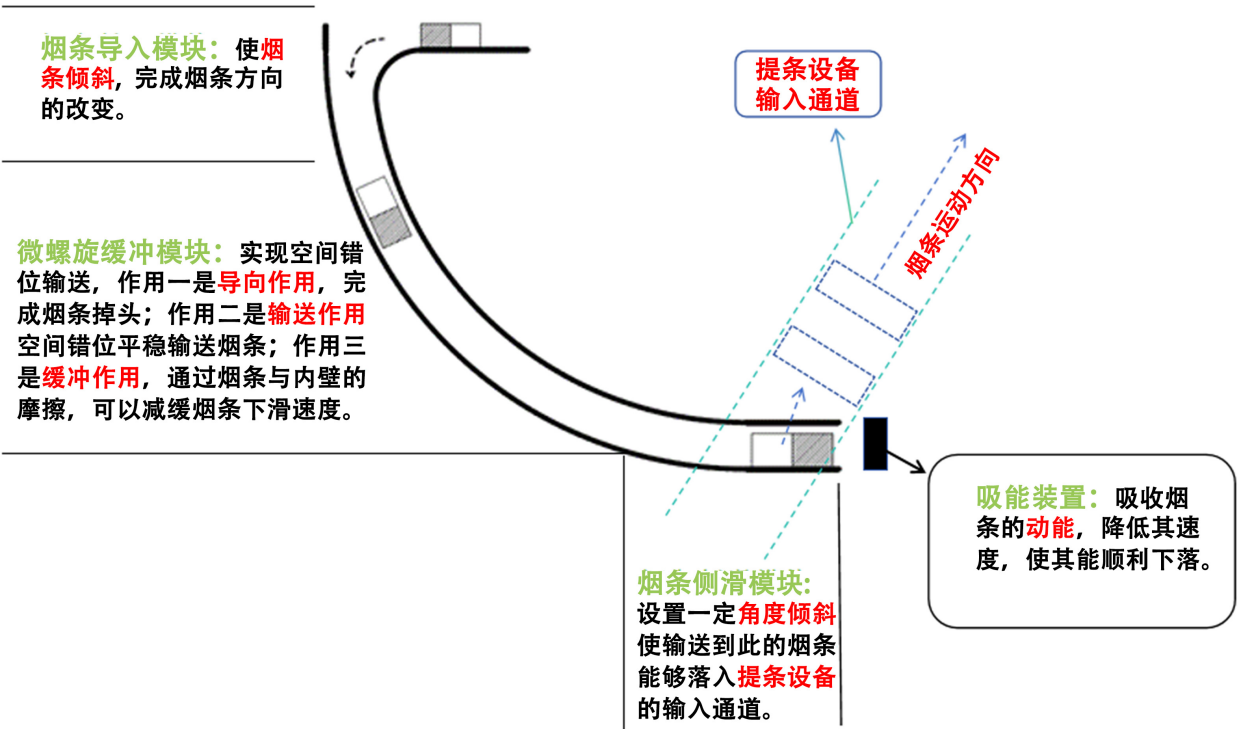 烟条导入模块：使烟
条倾斜, 完成烟条方向
的改变。
提条设备
输入通道
烟条运动方向
微螺旋缓冲模块：实现空间错
位输送，作用一是导向作用，完
成烟条掉头；作用二是输送作用
空间错位平稳输送烟条；作用三
是缓冲作用，通过烟条与内壁的
摩擦，可以减缓烟条下滑速度。
吸能装置：吸收烟
条的动能，降低其速
度，使其能顺利下落。
烟条侧滑模块:
设置一定角度倾斜
使输送到此的烟条
能够落入提条设备
的输入通道。